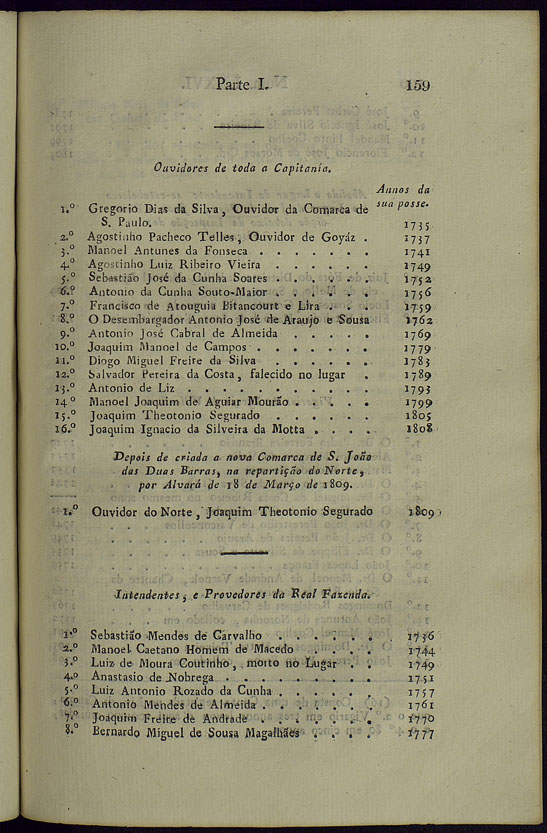 Parte I. 159
Ouvidores de toda a Capitania.
Annos da
sua posse.
1.º Gregorio Dias da Silva, Ouvidor da Comarca de
S. Paulo. 1735
2.º Agostinho Pacheco Telles, Ouvidor de Goyáz . 1737
3.º Manoel Antunes da Fonseca . . . . . . . 1741
4.º Agostinho Luiz Ribeiro Vieira . . . . . . 1749
5.º Sebastião José da Cunha Soares . . . . . . 1752
6.º Antonio da Cunha Souto-Maior . . . . . . 1756
7.º Francisco de Atouguia Bitancourt e Lira . . . 1759
8.º O Desembargador Antonio José de Araujo e Sousa 1762
9.º Antonio José Cabral de Almeida . . . . . 1769
10.º Joaquim Manoel de Campos . . . . . . . 1779
11.º Diogo Miguel Freire da Silva . . . . . . 1783
12.º Salvador Pereira da Costa, falecido no lugar . 1789
13.º Antonio de Liz . . . . . . . . . . . 1793
14º Manoel Joaquim de Aguiar Mourão . . . . . 1799
15.º Joaquim Theotonio Segurado . . . . . . 1805
16.º Joaquim Ignacio da Silveira da Motta . . . . 1808
Depois de criada a nova Comarca de S. João
das Duas Barras, na repartição do Norte,
por Alvará de 18 de Março de 1809.
1.º Ouvidor do Norte, Joaquim Theotonio Segurado 1809
Intendentes, e Provedores da Real Fazenda.
1.º Sebastião Mendes de Carvalho . . . . . . 1736
2.º Manoel Caetano Homem de Macedo . . . . . 1744
3.º Luiz de Moura Coutinho, morto no Lugar . . 1749
4.º Anastasio de Nobrega . . . . . . . . . 1751
5.º Luiz Antonio Rozado da Cunha . . . . . . 1757
6.º Antonio Mendes de Almeida . . . . . . . 1761
7.º Joaquim Freire de Andrade . . . . . . . 1770
8.º Bernardo Miguel de Sousa Magalhães . . . . 1777